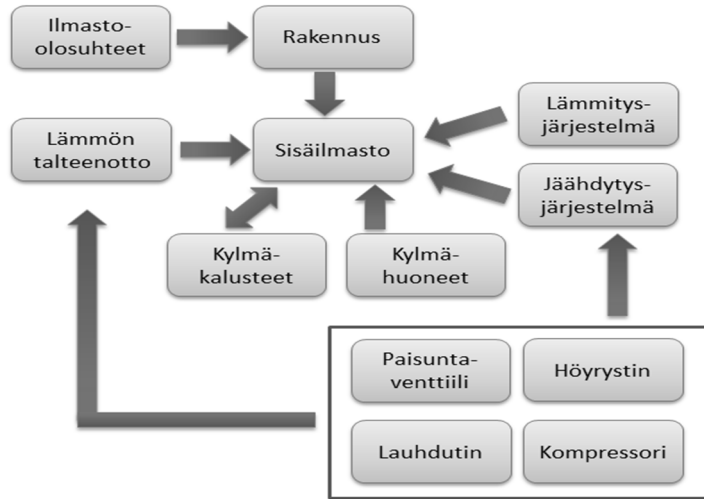 Ilmasto-
olosuhteet
Rakennus
Lämmitys-
järjestelmä
Lämmön
talteenotto
Sisäilmasto
Jäähdytys-
järjestelmä
Kylmä-
kalusteet
Kylmä-
huoneet
Paisunta-
venttiili
Höyrystin
Lauhdutin
Kompressori